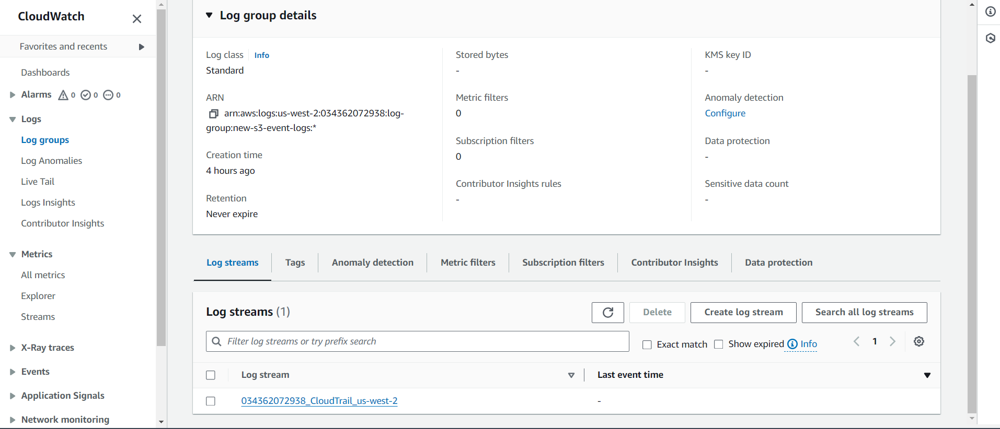 CloudWatch
Favorites and recents
Dashboards
Alarms 0 0 0
Logs
Log groups
Log Anomalies
Live Tail
Logs Insights
Contributor Insights
Metrics
All metrics
Explorer
Streams
X-Ray traces
Events
Application Signals
Network monitoring
Log group details
Log class Info
Standard
ARN
arn:aws:logs:us-west-2:034362072938:log-
group:new-s3-event-logs:*
Creation time
4 hours ago
Retention
Never expire
Stored bytes
-
Metric filters
0
Subscription filters
0
Contributor Insights rules
-
KMS key ID
-
Anomaly detection
Configure
Data protection
-
Sensitive data count
-
Log streams Tags Anomaly detection Metric filters Subscription filters Contributor Insights Data protection
Log streams (1)
Delete Create log stream Search all log streams
Filter log streams or try prefix search
Exact match Show expired Info
1
Log stream Last event time
034362072938_CloudTrail_us-west-2 -